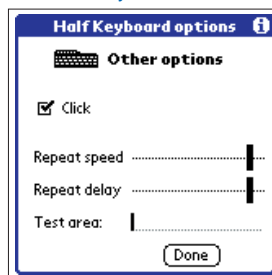 Half Keyboard options
Other options
Click
Repeat speed
Repeat delay
Test area:
Done